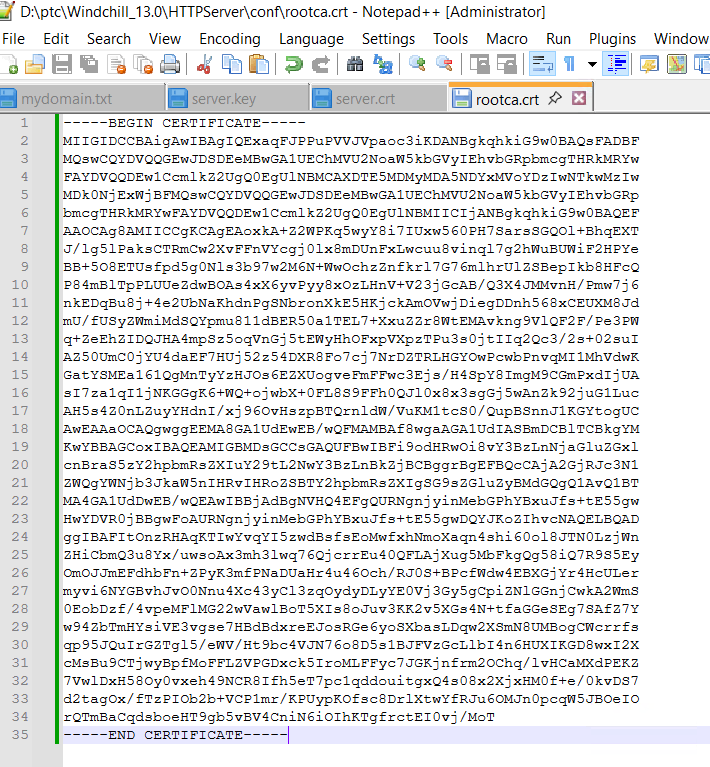 D:\ptc\Windchill_13.0\HTTPServer\conf\rootca.crt - Notepad++ [Administrator]
File Edit Search View Encoding Language Settings Tools Macro Run Plugins Window
mydomain.txt server.key server.crt rootca.crt
1 -----BEGIN CERTIFICATE-----
2 MIIGIDCCBAigAwIBAgIQExaqFJPPuPVVJVpaoc3iKDANBgkqhkiG9w0BAQsFADBF
3 MQswCQYDVQQGEwJDSDEeMBwGA1UEChMVU2NoaW5kbGVyIEhvbGRpbmcgTHRkMRYw
4 FAYDVQQDEw1CcmlkZ2UgQ0EgUlNBMCAXDTE5MDMyMDA5NDYxMVoYDzIwNTkwMzIw
5 MDk0NjExWjBFMQswCQYDVQQGEwJDSDEeMBwGA1UEChMVU2NoaW5kbGVyIEhvbGRp
6 bmcgTHRkMRYwFAYDVQQDEw1CcmlkZ2UgQ0EgUlNBMIICIjANBgkqhkiG9w0BAQEF
7 AAOCAg8AMIICCgKCAgEAoxkA+Z2WPKq5wyY8i7IUxw560PH7SarsSGQOl+BhqEXT
8 J/lg5lPaksCTRmCw2XvFFnVYcgj0lx8mDUnFxLwcuu8vinql7g2hWuBUWiF2HPYe
9 BB+5O8ETUsfpd5g0Nls3b97w2M6N+WwOchzZnfkrl7G76mlhrUlZSBepIkb8HFcQ
10 P84mBlTpPLUUeZdwBOAs4xX6yvPyy8xOzLHnV+V23jGcAB/Q3X4JMMvnH/Pmw7j6
11 nkEDqBu8j+4e2UbNaKhdnPgSNbronXkE5HKjckAmOVwjDiegDDnh568xCEUXM8Jd
12 mU/fUSyZWmiMdSQYpmu811dBER50a1TEL7+XxuZZr8WtEMAvkng9VlQF2F/Pe3PW
13 q+ZeEhZIDQJHA4mpSz5oqVnGj5tEWyHhOFxpVXpzTPu3s0jtIIq2Qc3/2s+02suI
14 AZ50UmC0jYU4daEF7HUj52z54DXR8Fo7cj7NrDZTRLHGYOwPcwbPnvqMI1MhVdwK
15 GatYSMEa161QgMnTyYzHJOs6EZXUogveFmFFwc3Ejs/H4SpY8ImgM9CGmPxdIjUA
16 sI7za1qI1jNKGGgK6+WQ+ojwbX+0FL8S9FFh0QJl0x8x3sgGj5wAnZk92juG1Luc
17 AH5s4Z0nLZuyYHdnI/xj96OvHszpBTQrnldW/VuKM1tcS0/QupBSnnJ1KGYtogUC
18 AwEAAaOCAQgwggEEMA8GA1UdEwEB/wQFMAMBAf8wgaAGA1UdIASBmDCBlTCBkgYM
19 KwYBBAGCoxIBAQEAMIGBMDsGCCsGAQUFBwIBFi9odHRwOi8vY3BzLnNjaGluZGxl
20 cnBraS5zY2hpbmRsZXIuY29tL2NwY3BzLnBkZjBCBggrBgEFBQcCAjA2GjRJc3N1
21 ZWQgYWNjb3JkaW5nIHRvIHRoZSBTY2hpbmRsZXIgSG9sZGluZyBMdGQgQ1AvQ1BT
22 MA4GA1UdDwEB/wQEAwIBBjAdBgNVHQ4EFgQURNgnjyinMebGPhYBxuJfs+tE55gw
23 HwYDVR0jBBgwFoAURNgnjyinMebGPhYBxuJfs+tE55gwDQYJKoZIhvcNAQELBQAD
24 ggIBAFItOnzRHAqKTIwYvqYI5zwdBsfsEoMwfxhNmoXaqn4shi60ol8JTN0LzjWn
25 ZHiCbmQ3u8Yx/uwsoAx3mh3lwq76QjcrrEu40QFLAjXug5MbFkgQg58iQ7R9S5Ey
26 OmOJJmEFdhbFn+ZPyK3mfPNaDUaHr4u46Och/RJ0S+BPcfWdw4EBXGjYr4HcULer
27 myvi6NYGBvhJvO0Nnu4Xc43yCl3zqOydyDLyYE0Vj3Gy5gCpiZNlGGnjCwkA2WmS
28 0EobDzf/4vpeMFlMG22wVawlBoT5XIs8oJuv3KK2v5XGs4N+tfaGGeSEg7SAfZ7Y
29 w94ZbTmHYsiVE3vgse7HBdBdxreEJosRGe6yoSXbasLDqw2XSmN8UMBogCWcrrfs
30 qp95JQuIrGZTgl5/eWV/Ht9bc4VJN76o8D5s1BJFVzGcLlbI4n6HUXIKGD8wxI2X
31 cMsBu9CTjwyBpfMoFFLZVPGDxck5IroMLFFyc7JGKjnfrm2OChq/lvHCaMXdPEKZ
32 7VwlDxH58Oy0vxeh49NCR8Ifh5eT7pc1qddouitgxQ4s08x2XjxHM0f+e/0kvDS7
33 d2tagOx/fTzPIOb2b+VCP1mr/KPUypKOfsc8DrlXtwYfRJu6OMJn0pcqW5JBOeIO
34 rQTmBaCqdsboeHT9gb5vBV4CniN6iOIhKTgfrctEI0vj/MoT
35 -----END CERTIFICATE-----